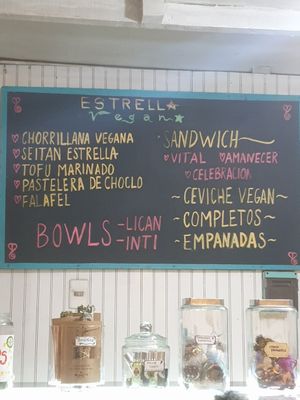 ESTRELLA
Vegana
CHORRILLANA VEGANA
SEITAN ESTRELLA
TOFU MARINADO
PASTELERA DE CHOCLO
FALAFEL
SANDWICH
VITAL AMANECER
CELEBRACION
~CEVICHE VEGAN~
~COMPLETOS~
~EMPANADAS~
BOWLS -LICAN
-INTI